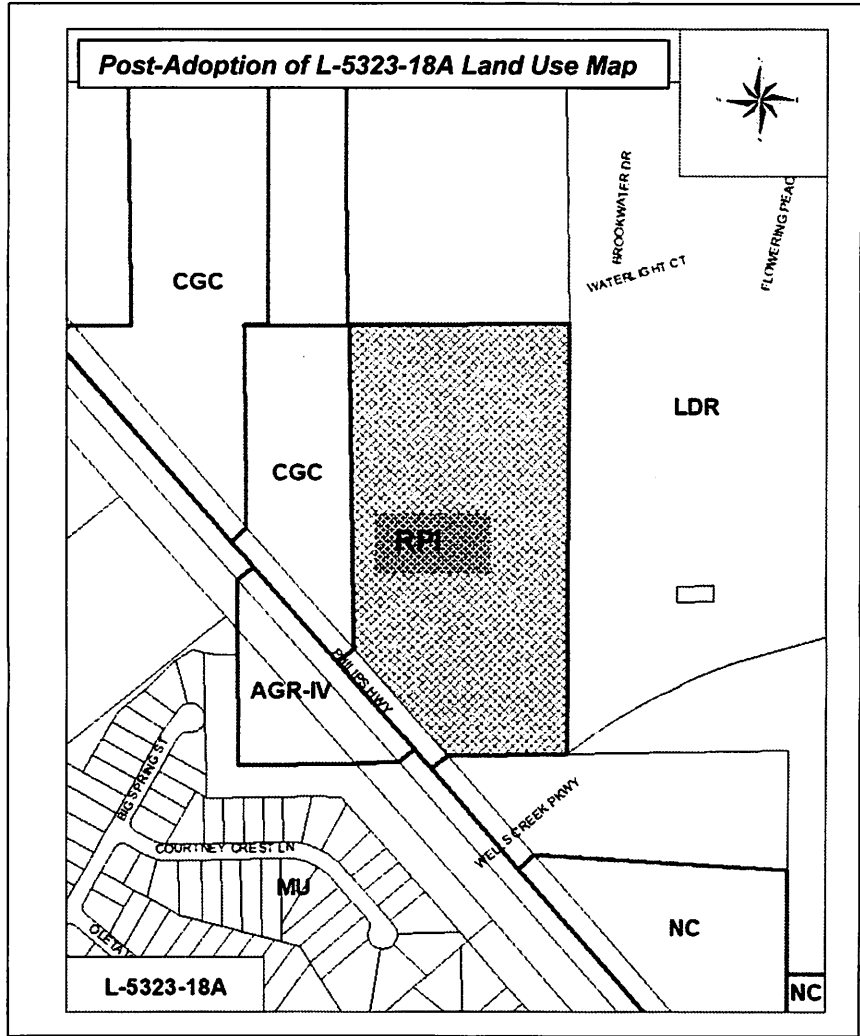 Post-Adoption of L-5323-18A Land Use Map
BROOKWATER DR
FLOWERING PEAC
WATERLIGHT CT
CGC
LDR
CGC
RPI
PHILIPS HWY
AGR-IV
BIG SPRING ST
WELLS CREEK PKWY
COURTNEY CREST LN
MU
NC
OLETA
L-5323-18A
NC